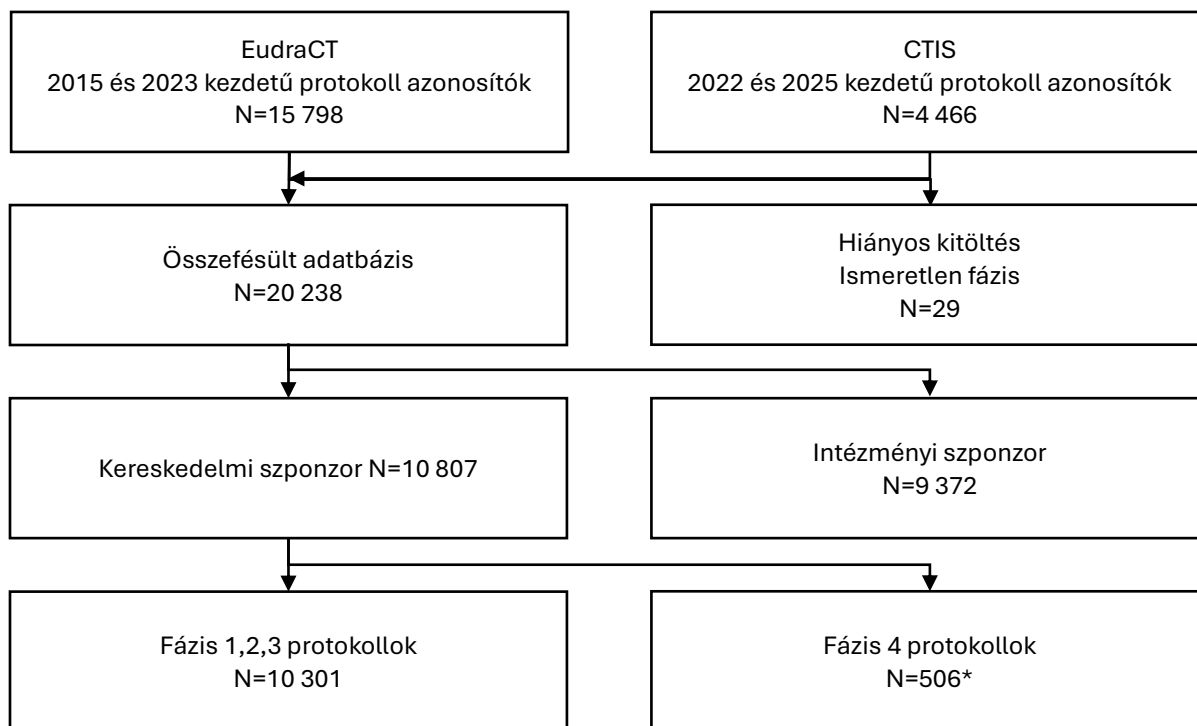 EudraCT
2015 és 2023 kezdetű protokoll azonosítók
N=15 798
CTIS
2022 és 2025 kezdetű protokoll azonosítók
N=4 466
Összefésült adatbázis
N=20 238
Hiányos kitöltés
Ismeretlen fázis
N=29
Kereskedelmi szponzor N=10 807
Intézményi szponzor
N=9 372
Fázis 1,2,3 protokollok
N=10 301
Fázis 4 protokollok
N=506*